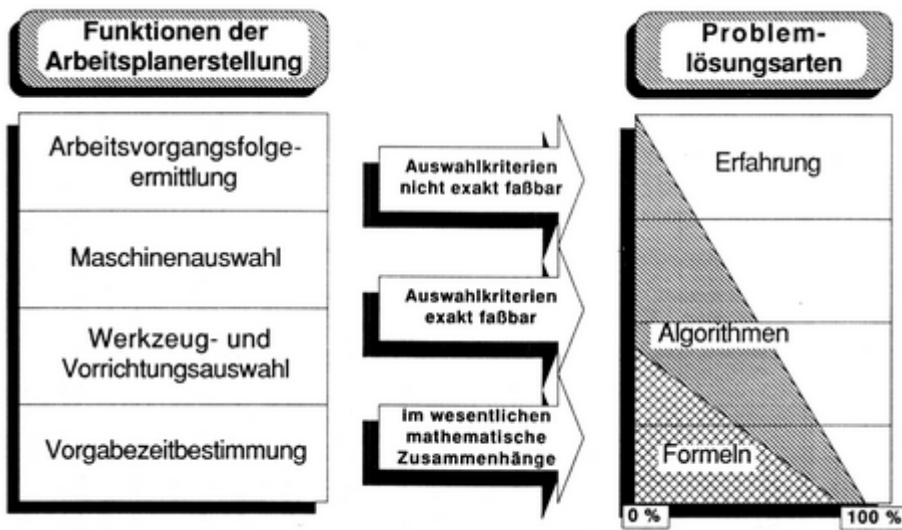 Funktionen der
Arbeitsplanerstellung
Problem-
lösungsarten
Arbeitsvorgangsfolge-
ermittlung
Maschinenauswahl
Werkzeug- und
Vorrichtungsauswahl
Vorgabezeitbestimmung
Auswahlkriterien
nicht exakt faßbar
Auswahlkriterien
exakt faßbar
im wesentlichen
mathematische
Zusammenhänge
Erfahrung
Algorithmen
Formeln
0 %
100 %